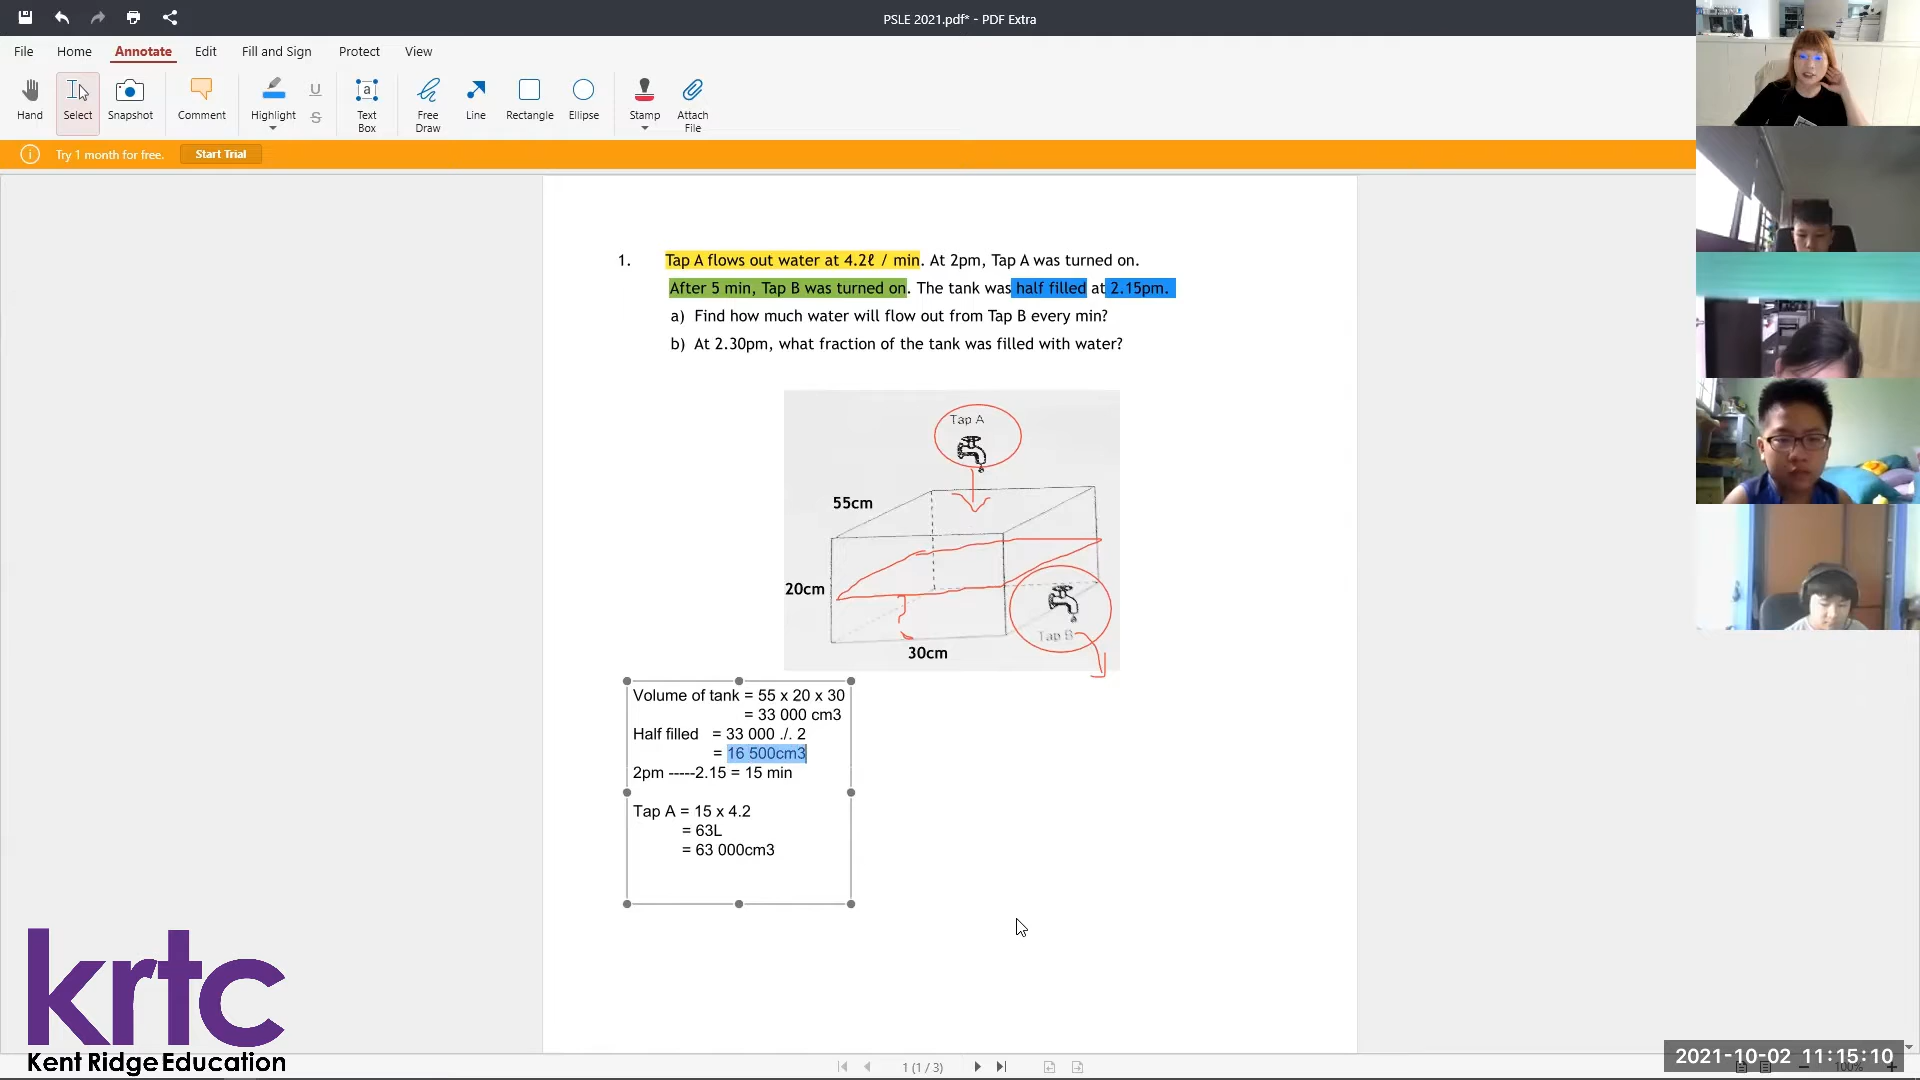 PSLE 2021.pdf* - PDF Extra
File Home Annotate Edit Fill and Sign Protect View
Hand Select Snapshot Comment Highlight U S Text Box Free Draw Line Rectangle Ellipse Stamp Attach File
Try 1 month for free. Start Trial
1. Tap A flows out water at 4.2ℓ / min. At 2pm, Tap A was turned on.
After 5 min, Tap B was turned on. The tank was half filled at 2.15pm.
a) Find how much water will flow out from Tap B every min?
b) At 2.30pm, what fraction of the tank was filled with water?
Tap A
55cm
20cm
Tap B
30cm
Volume of tank = 55 x 20 x 30
= 33 000 cm3
Half filled = 33 000 ./. 2
= 16 500cm3
2pm -----2.15 = 15 min
Tap A = 15 x 4.2
= 63L
= 63 000cm3
krtc
Kent Ridge Education
1 (1 / 3)
2021-10-02 11:15:10
100%